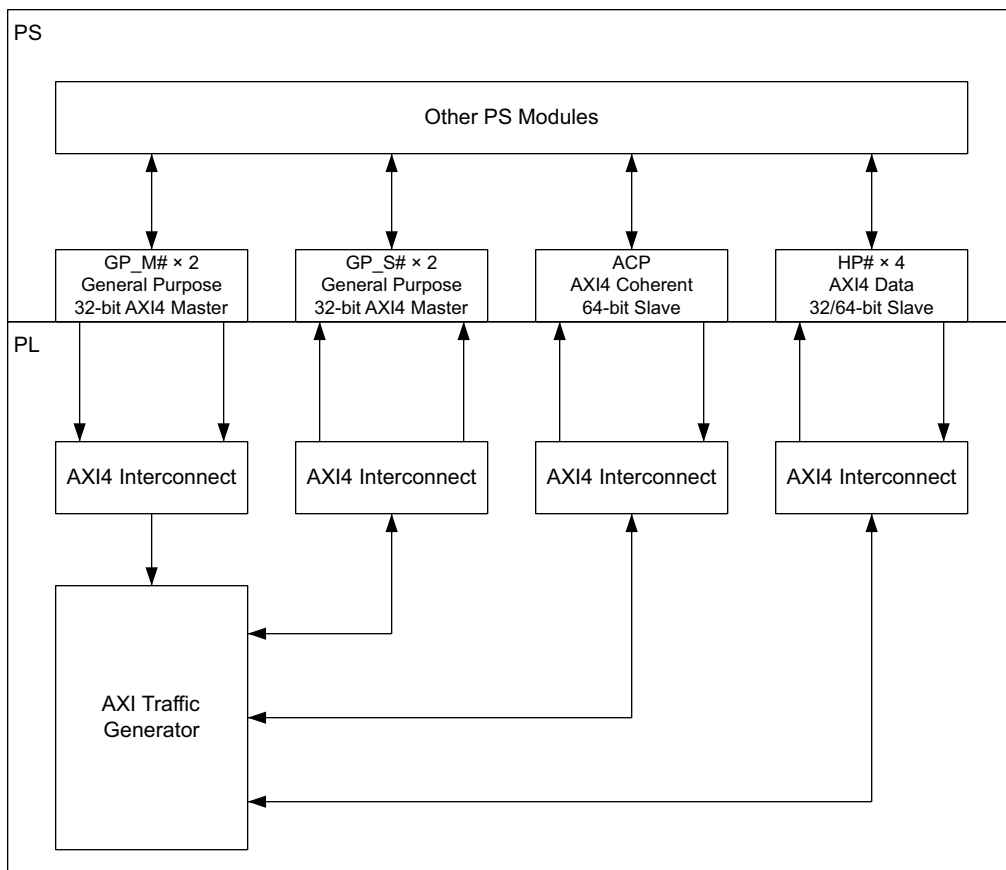 PS
Other PS Modules
GP_M# × 2
General Purpose
32-bit AXI4 Master
GP_S# × 2
General Purpose
32-bit AXI4 Master
ACP
AXI4 Coherent
64-bit Slave
HP# × 4
AXI4 Data
32/64-bit Slave
PL
AXI4 Interconnect
AXI4 Interconnect
AXI4 Interconnect
AXI4 Interconnect
AXI Traffic
Generator